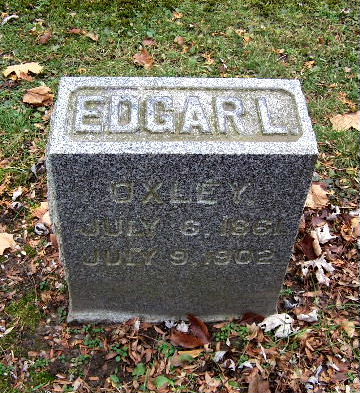 EDGAR L.
OXLEY
JULY 6, 1861
JULY 9, 1902